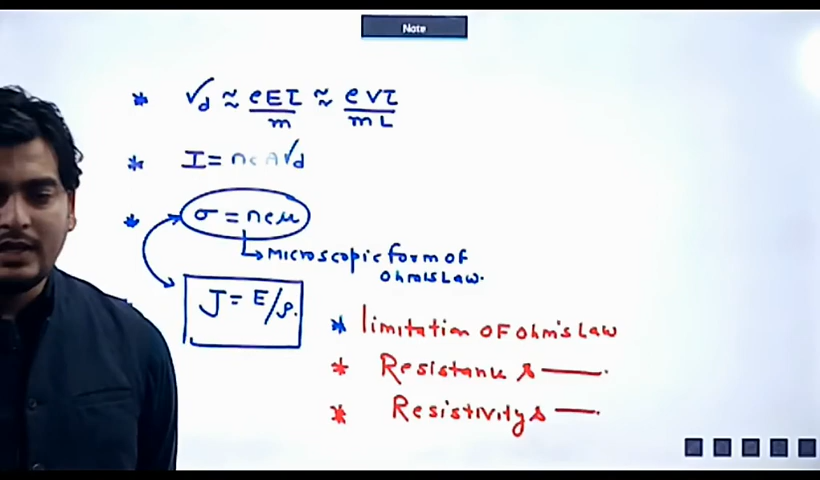 Note
* Vd ≈ eEτ/m ≈ eVτ/mL
* I = neAVd
* σ = neμ
→ Microscopic form of
Ohm's Law.
J = E/ρ.
* limitation OF Ohm's Law
* Resistance & —.
* Resistivity & —.